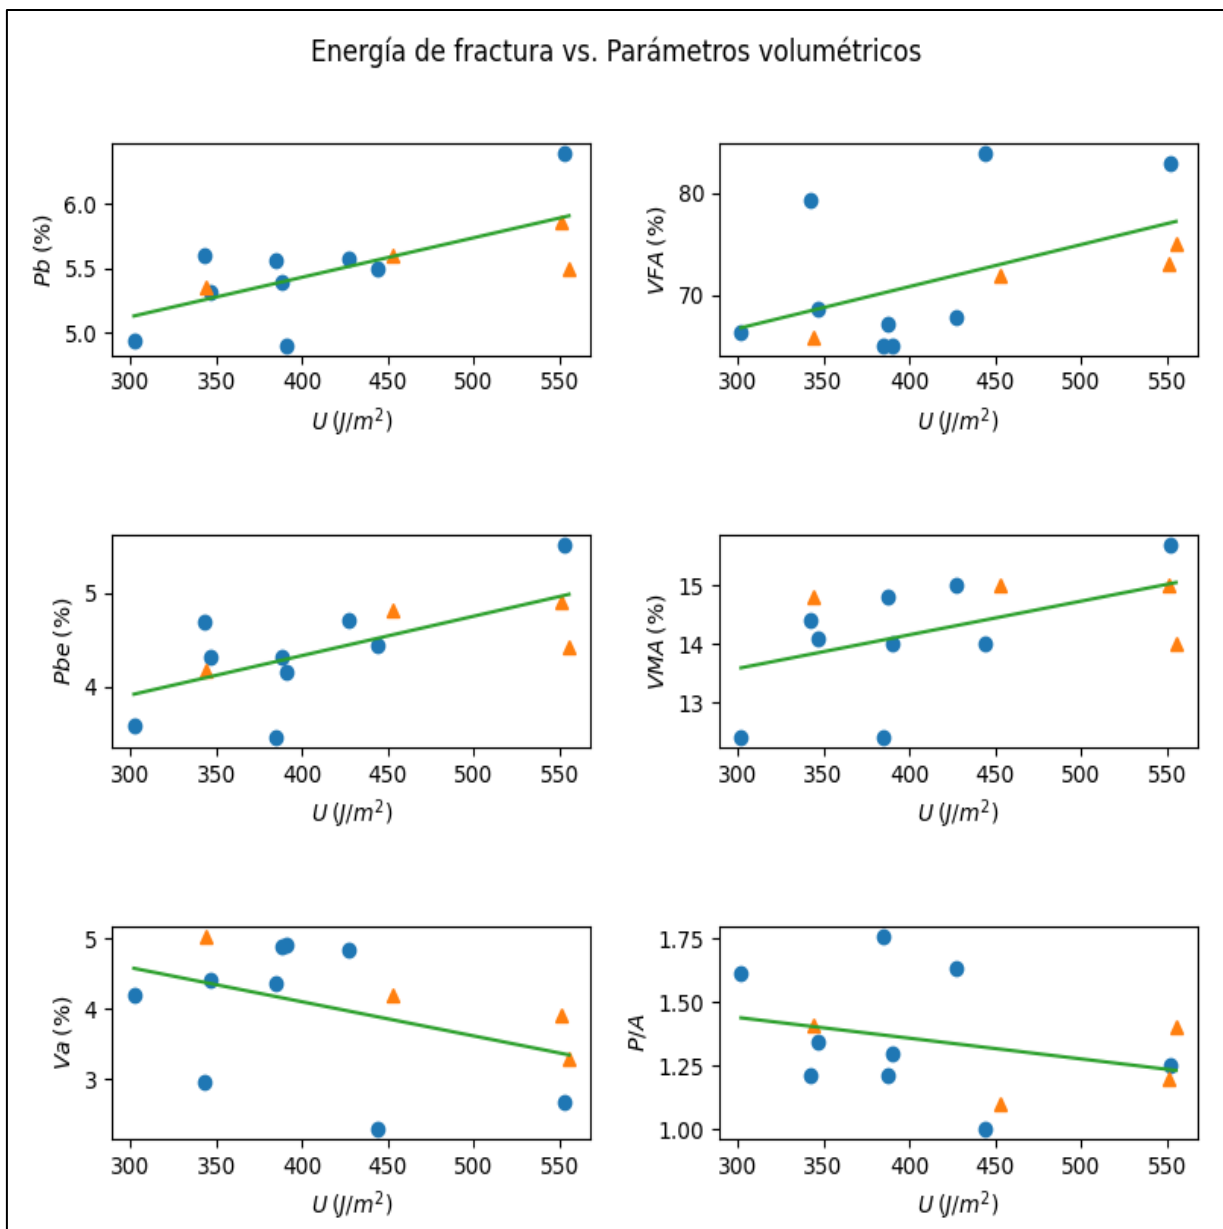 Energía de fractura vs. Parámetros volumétricos
Pb (%)
6.0
5.5
5.0
300 350 400 450 500 550
U (J/m²)
VFA (%)
80
70
300 350 400 450 500 550
U (J/m²)
Pbe (%)
5
4
300 350 400 450 500 550
U (J/m²)
VMA (%)
15
14
13
300 350 400 450 500 550
U (J/m²)
Va (%)
5
4
3
300 350 400 450 500 550
U (J/m²)
P/A
1.75
1.50
1.25
1.00
300 350 400 450 500 550
U (J/m²)